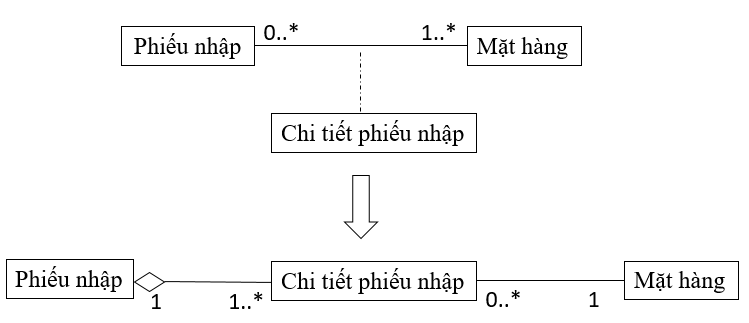 Phiếu nhập 0..* 1..* Mặt hàng
Chi tiết phiếu nhập
Phiếu nhập 1 1..* Chi tiết phiếu nhập 0..* 1 Mặt hàng